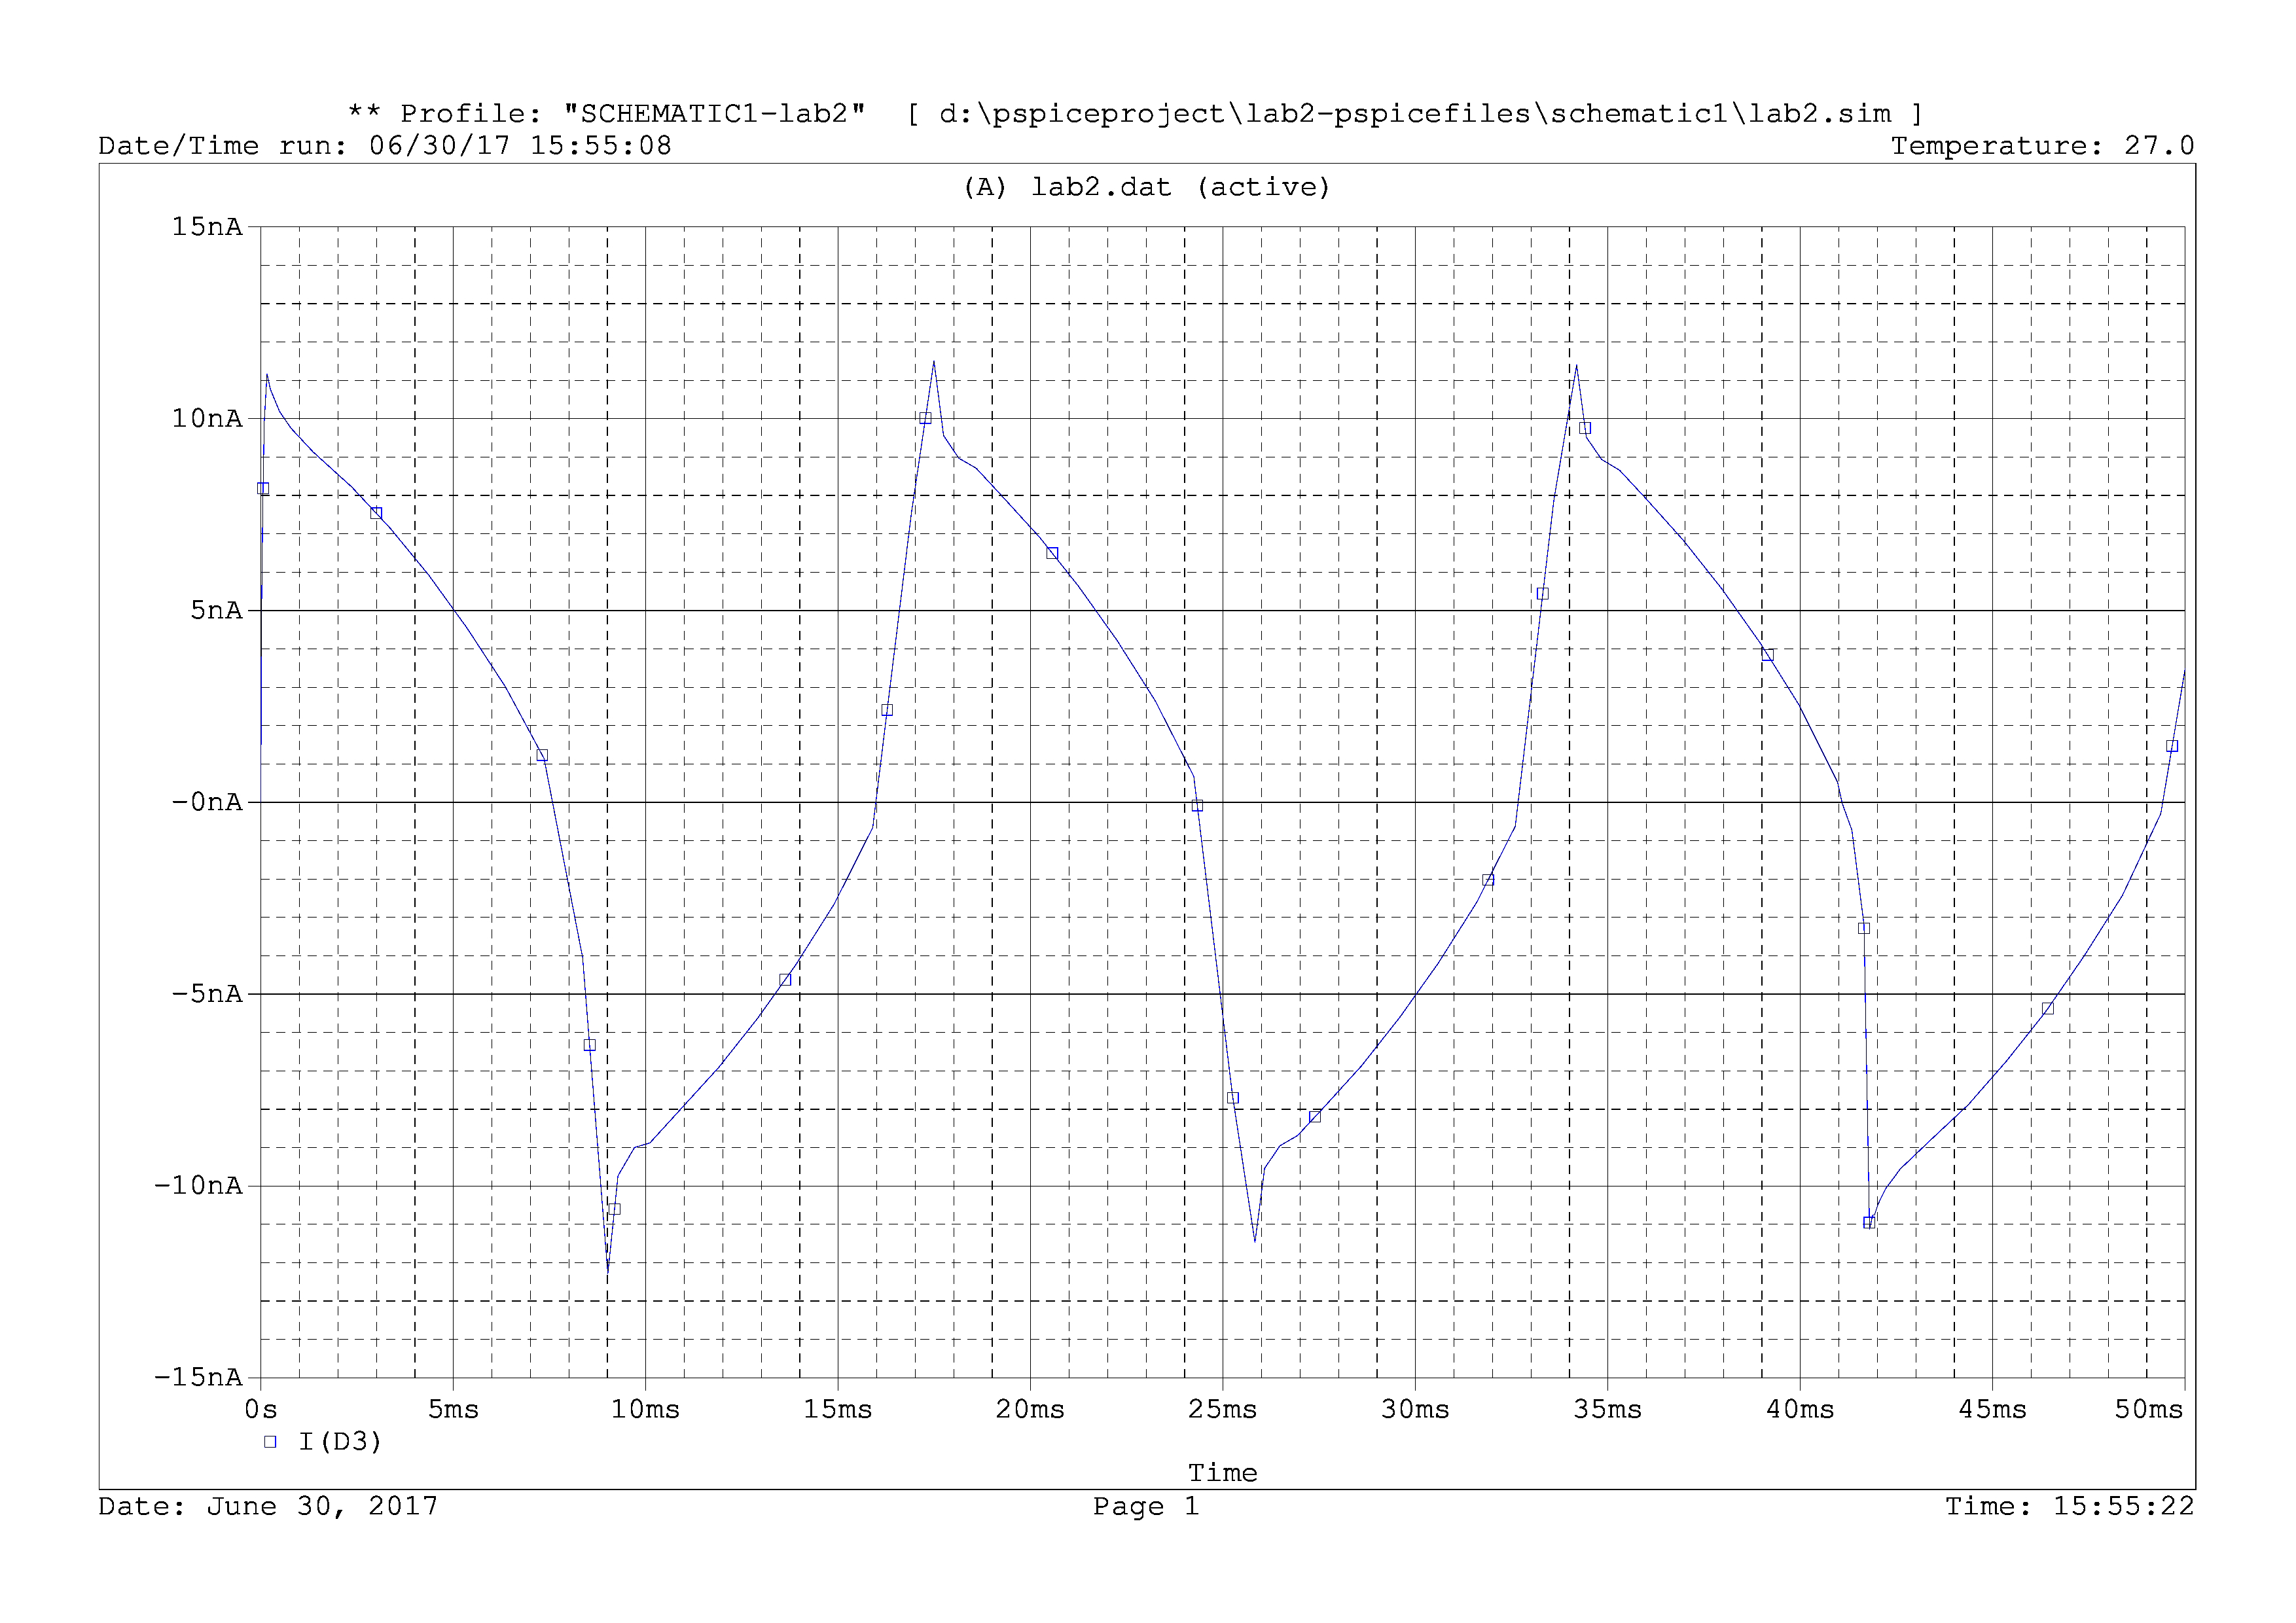 ** Profile: "SCHEMATIC1-lab2"  [ d:\pspiceproject\lab2-pspicefiles\schematic1\lab2.sim ]
Date/Time run: 06/30/17 15:55:08 Temperature: 27.0
(A) lab2.dat (active)
15nA
10nA
5nA
-0nA
-5nA
-10nA
-15nA
0s 5ms 10ms 15ms 20ms 25ms 30ms 35ms 40ms 45ms 50ms
I(D3)
Time
Date: June 30, 2017 Page 1 Time: 15:55:22